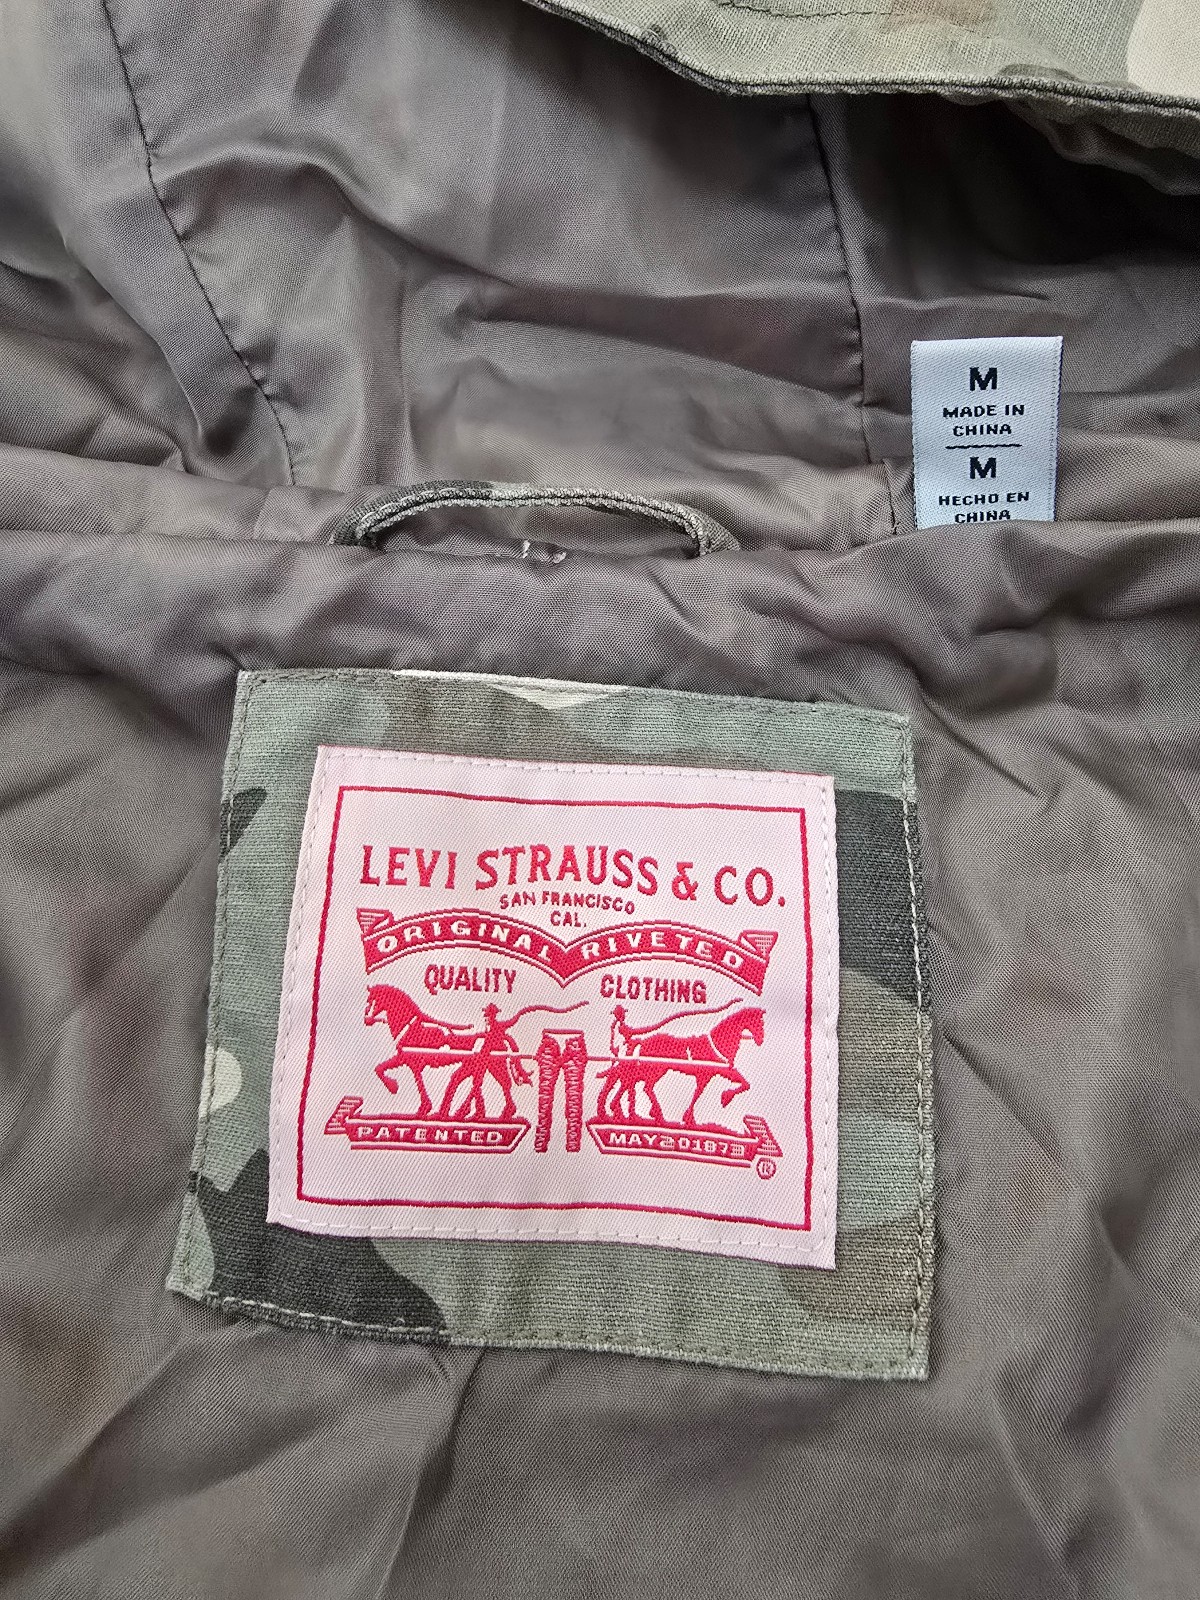 M
MADE IN
CHINA
M
HECHO EN
CHINA
LEVI STRAUSS & CO.
SAN FRANCISCO
CAL.
ORIGINAL RIVETED
QUALITY CLOTHING
PATENTED MAY 20 1873
®